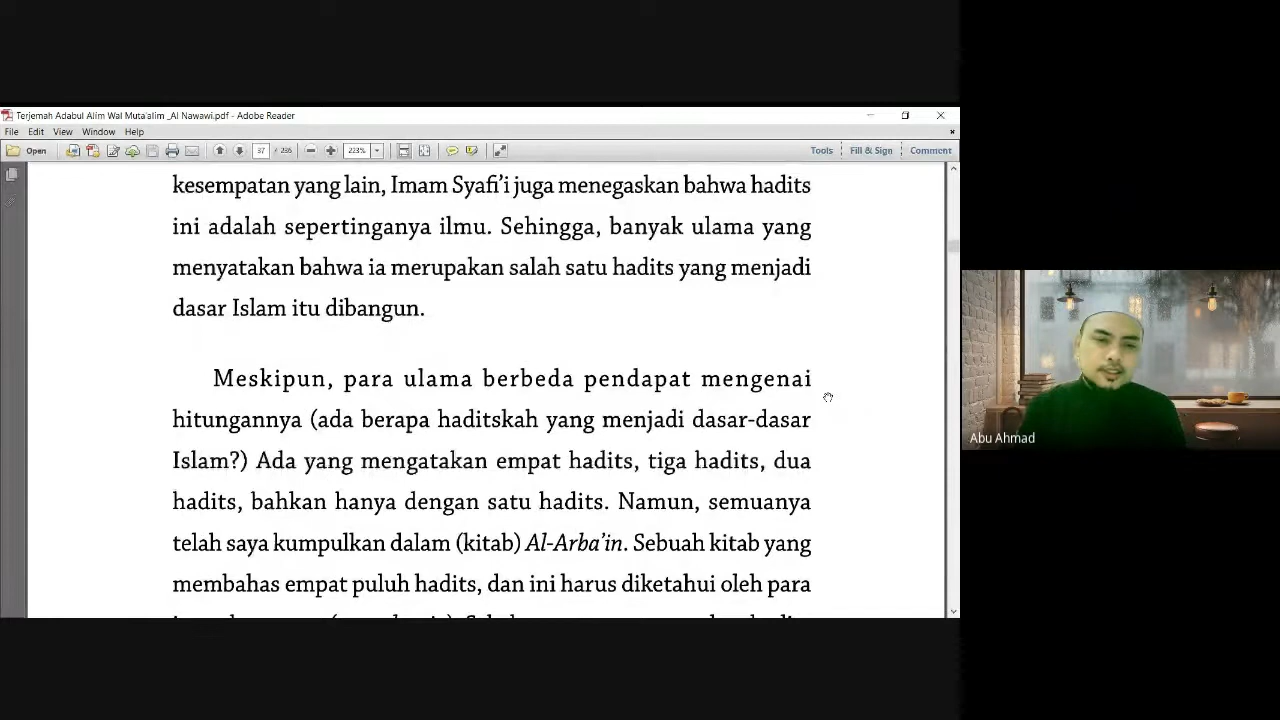 Terjemah Adabul Alim Wal Muta'alim _Al Nawawi.pdf - Adobe Reader
File Edit View Window Help
Open 37 / 236 223% Tools Fill & Sign Comment
kesempatan yang lain, Imam Syafi'i juga menegaskan bahwa hadits
ini adalah sepertinganya ilmu. Sehingga, banyak ulama yang
menyatakan bahwa ia merupakan salah satu hadits yang menjadi
dasar Islam itu dibangun.
Meskipun, para ulama berbeda pendapat mengenai
hitungannya (ada berapa haditskah yang menjadi dasar-dasar
Islam?) Ada yang mengatakan empat hadits, tiga hadits, dua
hadits, bahkan hanya dengan satu hadits. Namun, semuanya
telah saya kumpulkan dalam (kitab) Al-Arba'in. Sebuah kitab yang
membahas empat puluh hadits, dan ini harus diketahui oleh para
Abu Ahmad